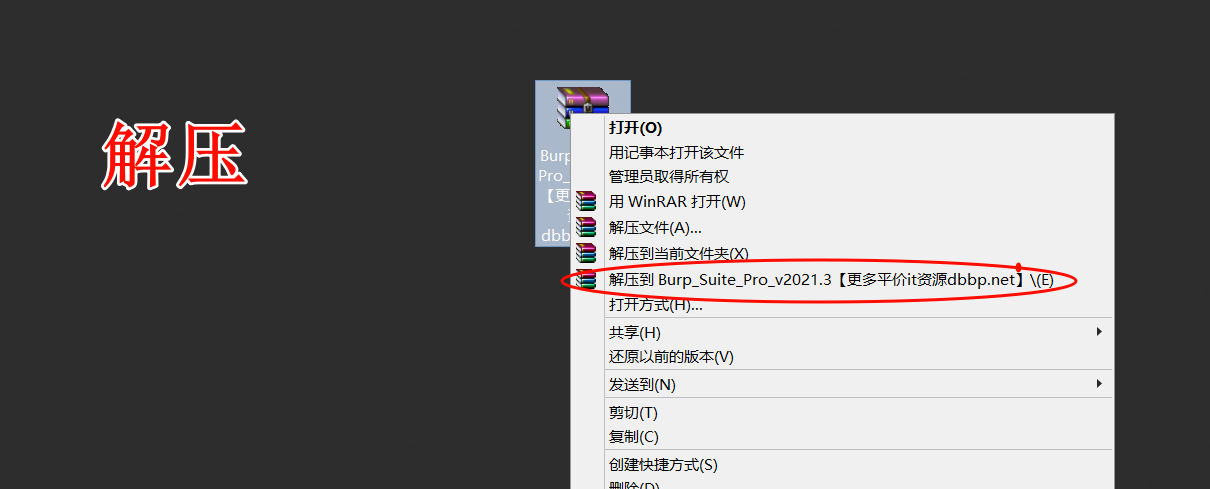 解压
Burp
Pro_
【更
dbb
打开(O)
用记事本打开该文件
管理员取得所有权
用 WinRAR 打开(W)
解压文件(A)...
解压到当前文件夹(X)
解压到 Burp_Suite_Pro_v2021.3【更多平价it资源dbbp.net】\(E)
打开方式(H)...
共享(H)
还原以前的版本(V)
发送到(N)
剪切(T)
复制(C)
创建快捷方式(S)
删除(D)